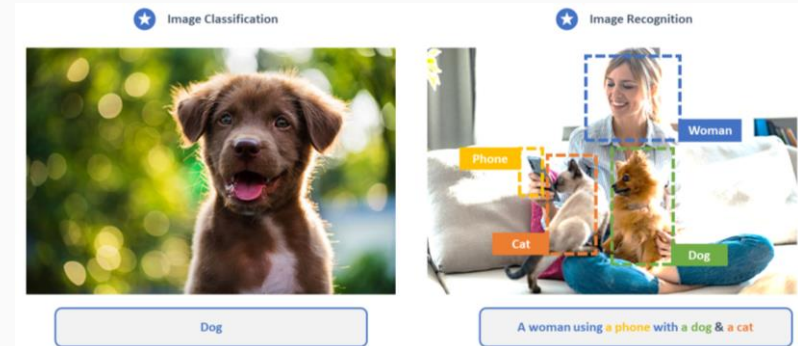 Image Classification
Image Recognition
Woman
Phone
Cat
Dog
Dog
A woman using a phone with a dog & a cat